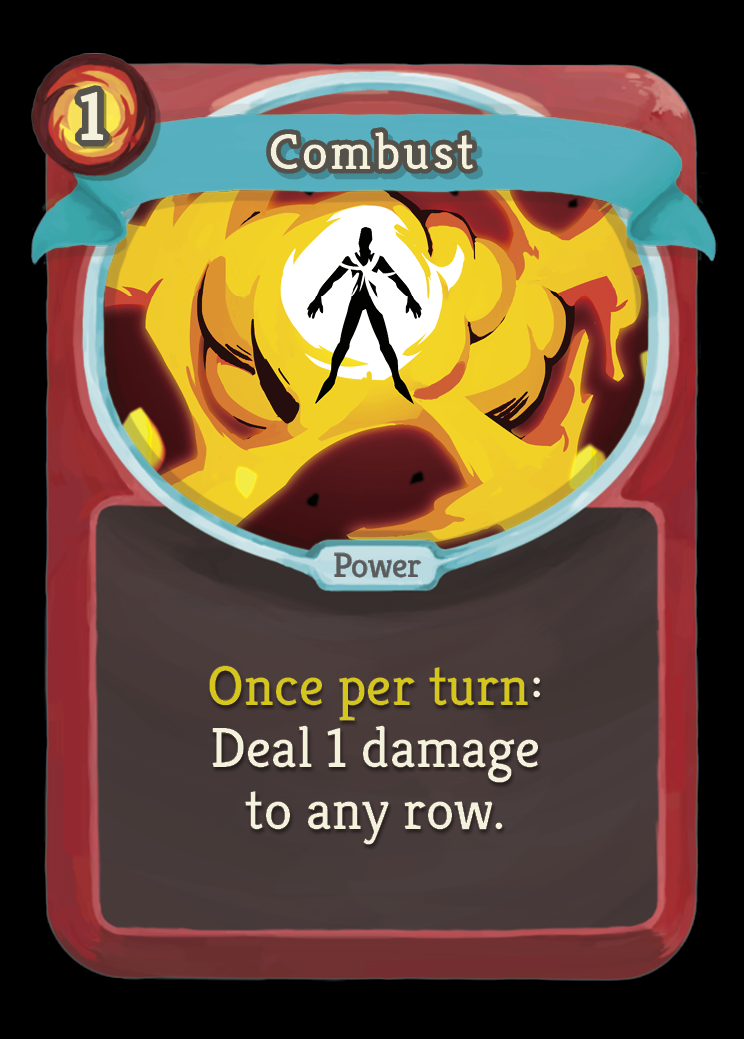 1
Combust
Power
Once per turn:
Deal 1 damage
to any row.